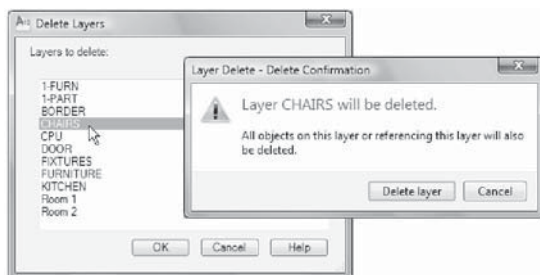 Delete Layers
Layers to delete:
1-FURN
1-PART
BORDER
CHAIRS
CPU
DOOR
FIXTURES
FURNITURE
KITCHEN
Room 1
Room 2
OK Cancel Help
Layer Delete - Delete Confirmation
Layer CHAIRS will be deleted.
All objects on this layer or referencing this layer will also
be deleted.
Delete layer Cancel